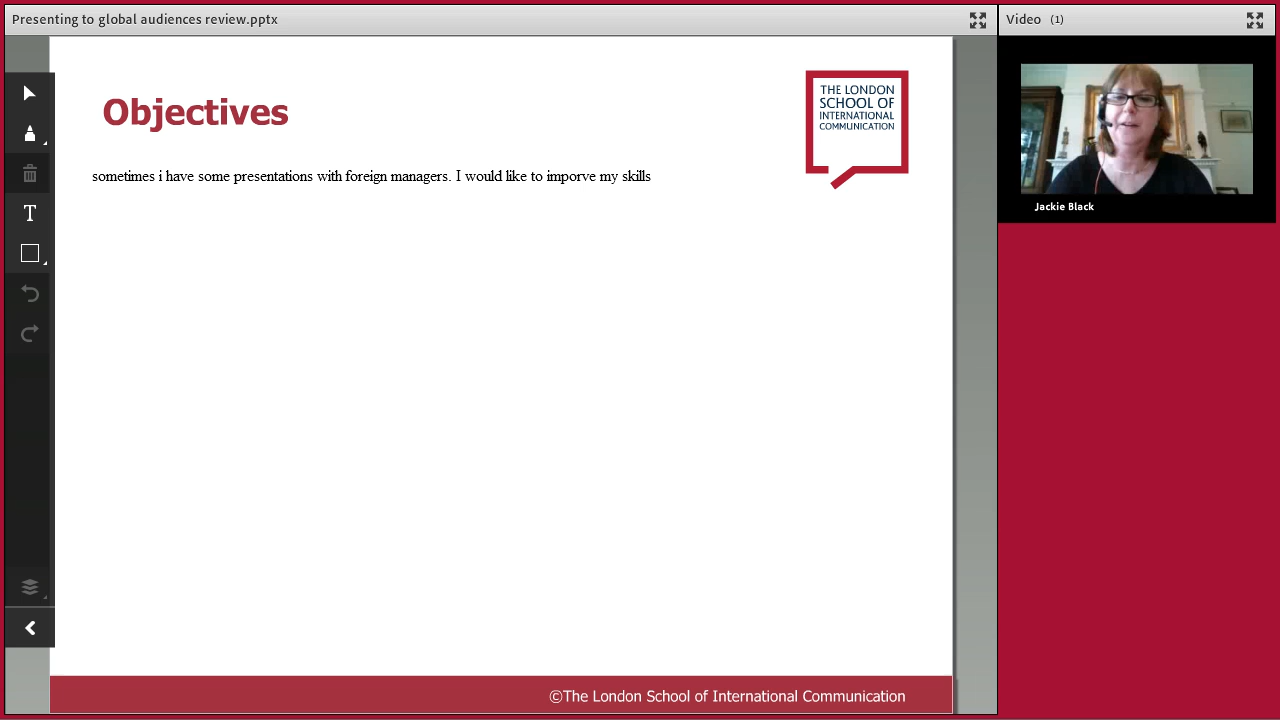 Presenting to global audiences review.pptx
Video (1)
Objectives
THE LONDON
SCHOOL OF
INTERNATIONAL
COMMUNICATION
sometimes i have some presentations with foreign managers. I would like to imporve my skills
Jackie Black
T
©The London School of International Communication